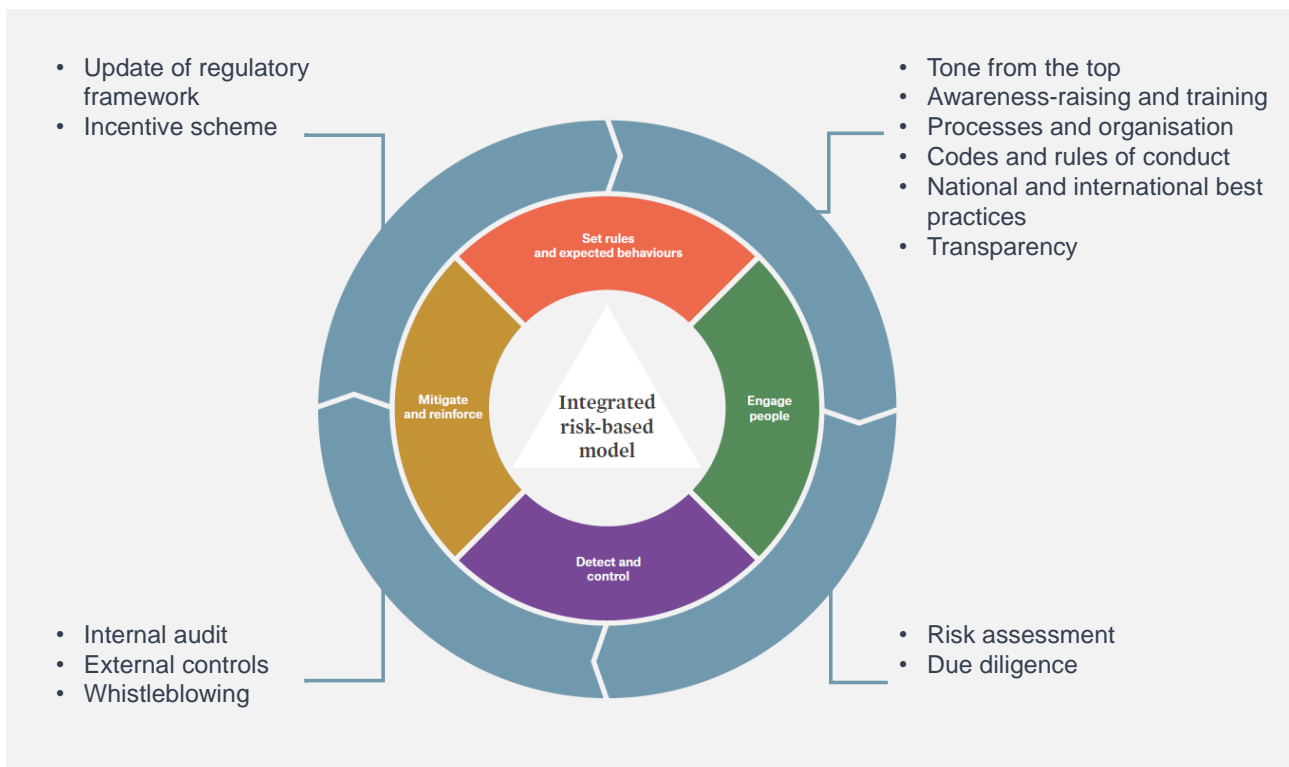 • Update of regulatory
framework
• Incentive scheme
• Tone from the top
• Awareness-raising and training
• Processes and organisation
• Codes and rules of conduct
• National and international best
practices
• Transparency
Set rules
and expected behaviours
Mitigate
and reinforce
Integrated
risk-based
model
Engage
people
Detect and
control
• Internal audit
• External controls
• Whistleblowing
• Risk assessment
• Due diligence